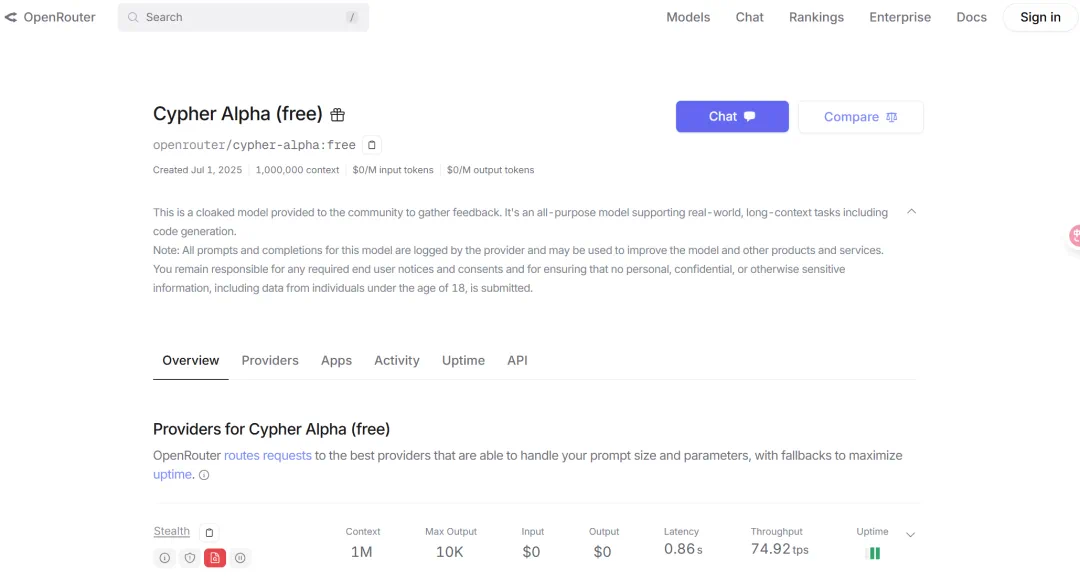 OpenRouter
Search /
Models Chat Rankings Enterprise Docs Sign in
Cypher Alpha (free)
Chat
Compare
openrouter/cypher-alpha:free
Created Jul 1, 2025 1,000,000 context $0/M input tokens $0/M output tokens
This is a cloaked model provided to the community to gather feedback. It's an all-purpose model supporting real-world, long-context tasks including
code generation.
Note: All prompts and completions for this model are logged by the provider and may be used to improve the model and other products and services.
You remain responsible for any required end user notices and consents and for ensuring that no personal, confidential, or otherwise sensitive
information, including data from individuals under the age of 18, is submitted.
Overview Providers Apps Activity Uptime API
Providers for Cypher Alpha (free)
OpenRouter routes requests to the best providers that are able to handle your prompt size and parameters, with fallbacks to maximize
uptime.
Stealth
Context Max Output Input Output Latency Throughput Uptime
1M 10K $0 $0 0.86s 74.92tps